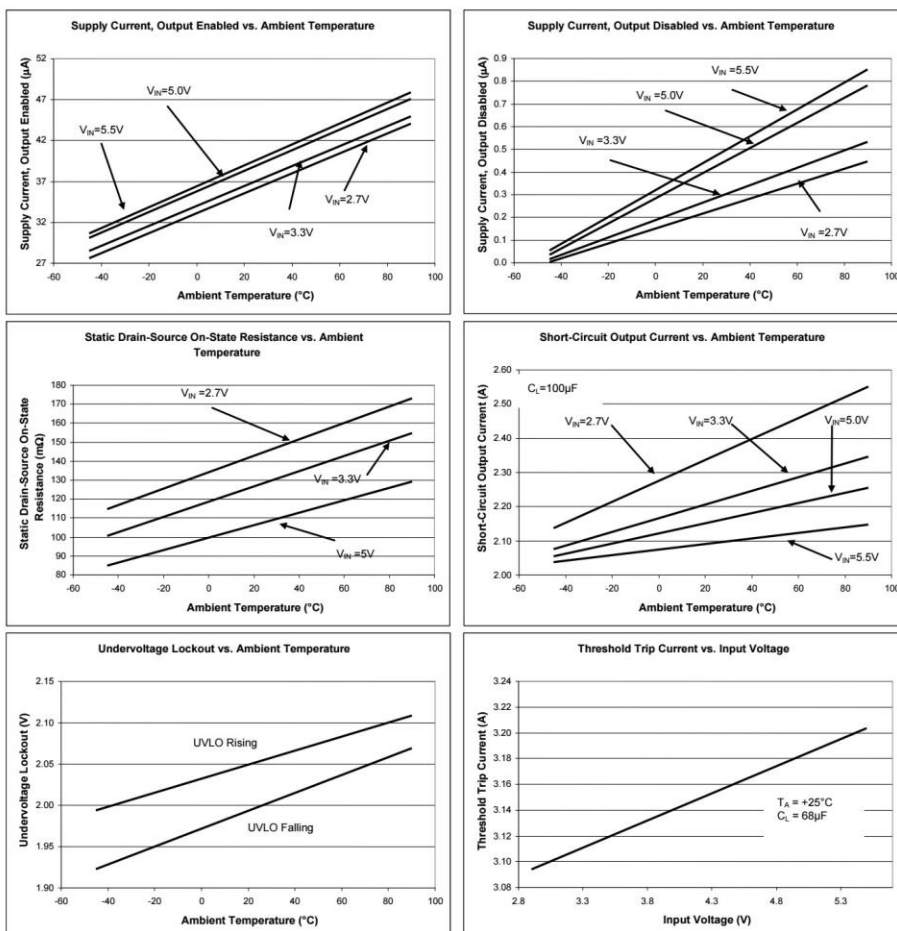 Supply Current, Output Enabled vs. Ambient Temperature
Supply Current, Output Enabled (µA)
52
47
42
37
32
27
VIN=5.0V
VIN=5.5V
VIN=2.7V
VIN=3.3V
-60 -40 -20 0 20 40 60 80 100
Ambient Temperature (°C)
Supply Current, Output Disabled vs. Ambient Temperature
Supply Current, Output Disabled (µA)
0.9
0.8
0.7
0.6
0.5
0.4
0.3
0.2
0.1
0.0
VIN=5.5V
VIN =5.0V
VIN=3.3V
VIN =2.7V
-60 -40 -20 0 20 40 60 80 100
Ambient Temperature (°C)
Static Drain-Source On-State Resistance vs. Ambient
Temperature
Static Drain-Source On-State
Resistance (mΩ)
180
170
160
150
140
130
120
110
100
90
80
VIN =2.7V
VIN =3.3V
VIN =5V
-60 -40 -20 0 20 40 60 80 100
Ambient Temperature (°C)
Short-Circuit Output Current vs. Ambient Temperature
Short-Circuit Output Current (A)
2.60
2.50
2.40
2.30
2.20
2.10
2.00
CL=100µF
VIN=2.7V
VIN=3.3V
VIN=5.0V
VIN=5.5V
-60 -40 -20 0 20 40 60 80 100
Ambient Temperature (°C)
Undervoltage Lockout vs. Ambient Temperature
Undervoltage Lockout (V)
2.15
2.10
2.05
2.00
1.95
1.90
UVLO Rising
UVLO Falling
-60 -40 -20 0 20 40 60 80 100
Ambient Temperature (°C)
Threshold Trip Current vs. Input Voltage
Threshold Trip Current (A)
3.24
3.20
3.16
3.14
3.12
3.10
3.08
TA = +25°C
CL = 68µF
2.8 3.3 3.8 4.3 4.8 5.3
Input Voltage (V)